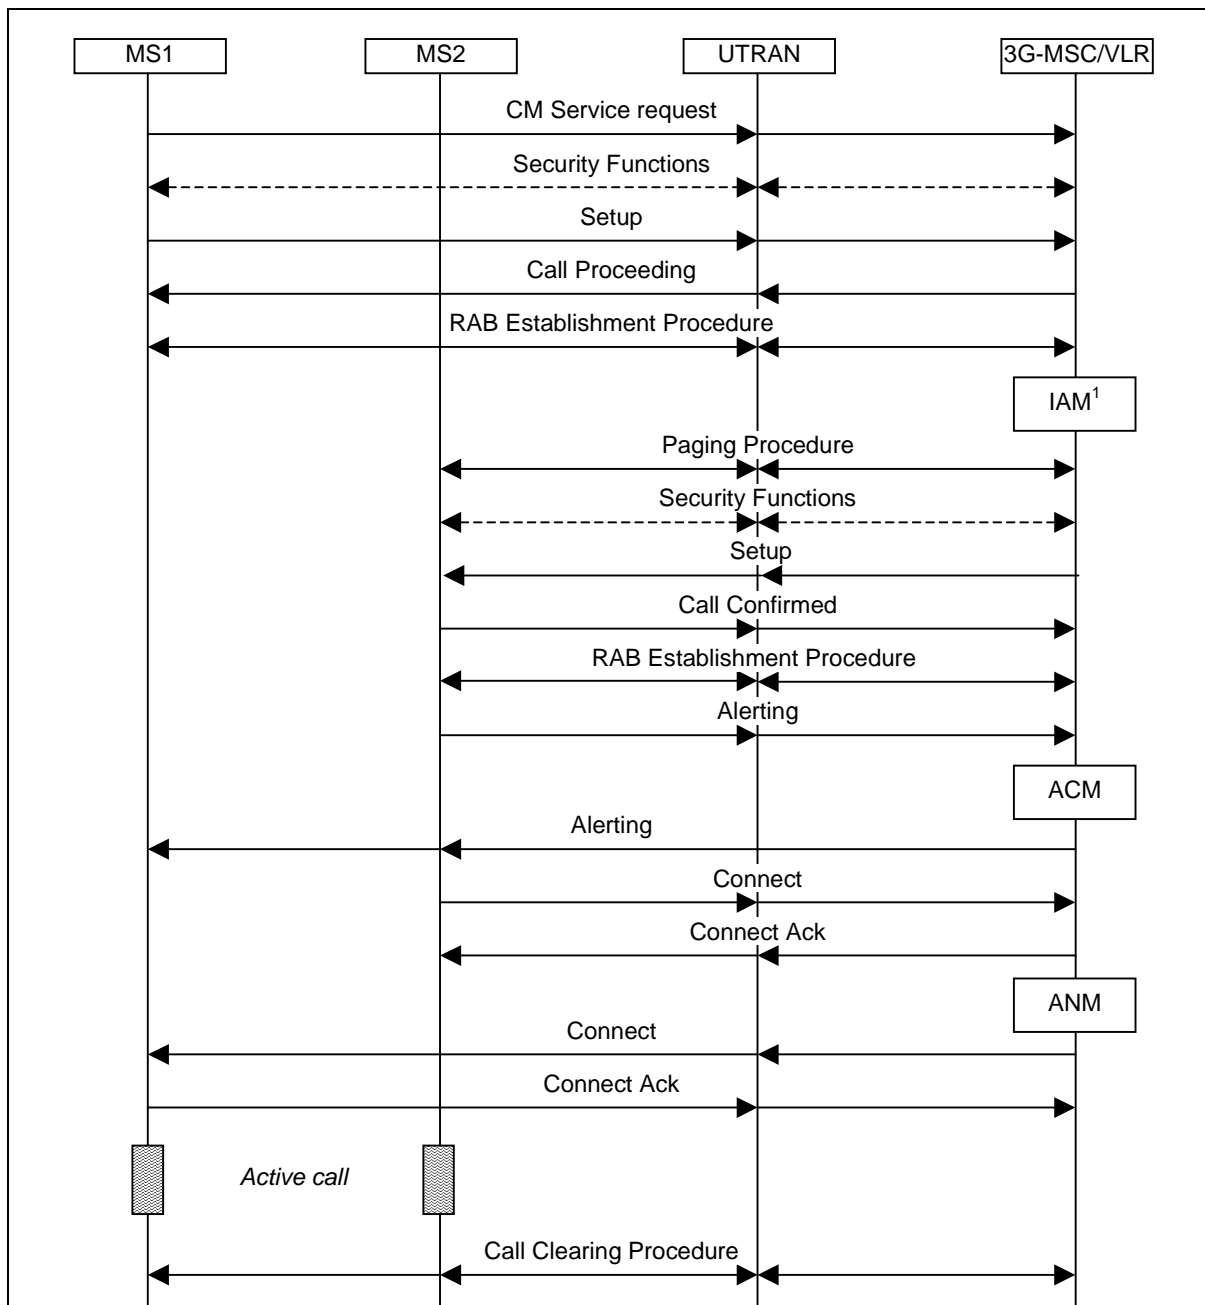 MS1 MS2 UTRAN 3G-MSC/VLR
CM Service request
Security Functions
Setup
Call Proceeding
RAB Establishment Procedure
IAM¹
Paging Procedure
Security Functions
Setup
Call Confirmed
RAB Establishment Procedure
Alerting
ACM
Alerting
Connect
Connect Ack
ANM
Connect
Connect Ack
Active call
Call Clearing Procedure